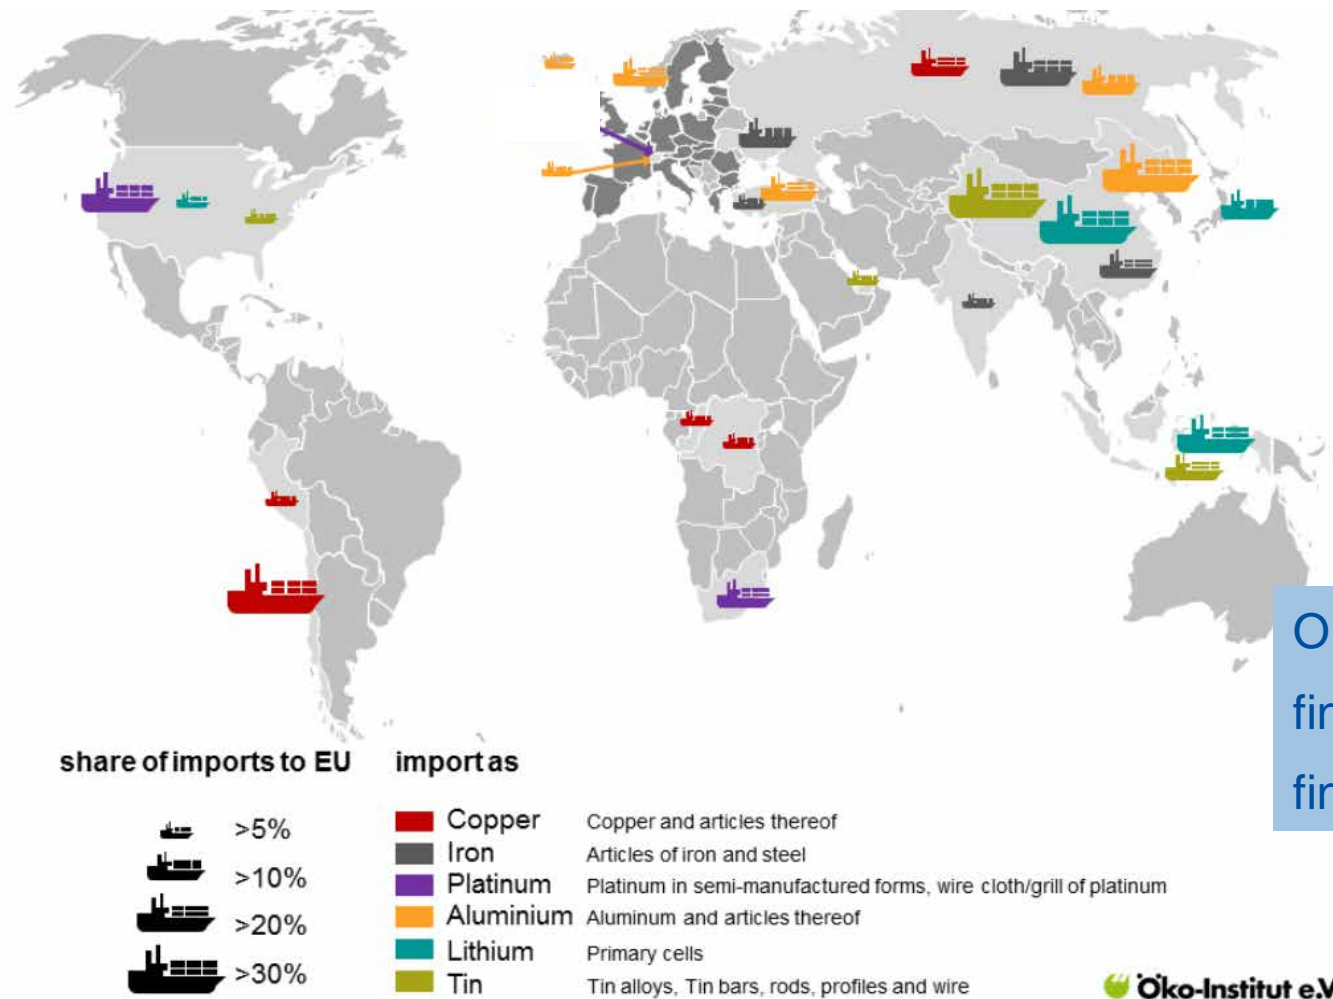 O
fir
fir
share of imports to EU
import as
>5%
>10%
>20%
>30%
Copper Copper and articles thereof
Iron Articles of iron and steel
Platinum Platinum in semi-manufactured forms, wire cloth/grill of platinum
Aluminium Aluminum and articles thereof
Lithium Primary cells
Tin Tin alloys, Tin bars, rods, profiles and wire
Öko-Institut e.V